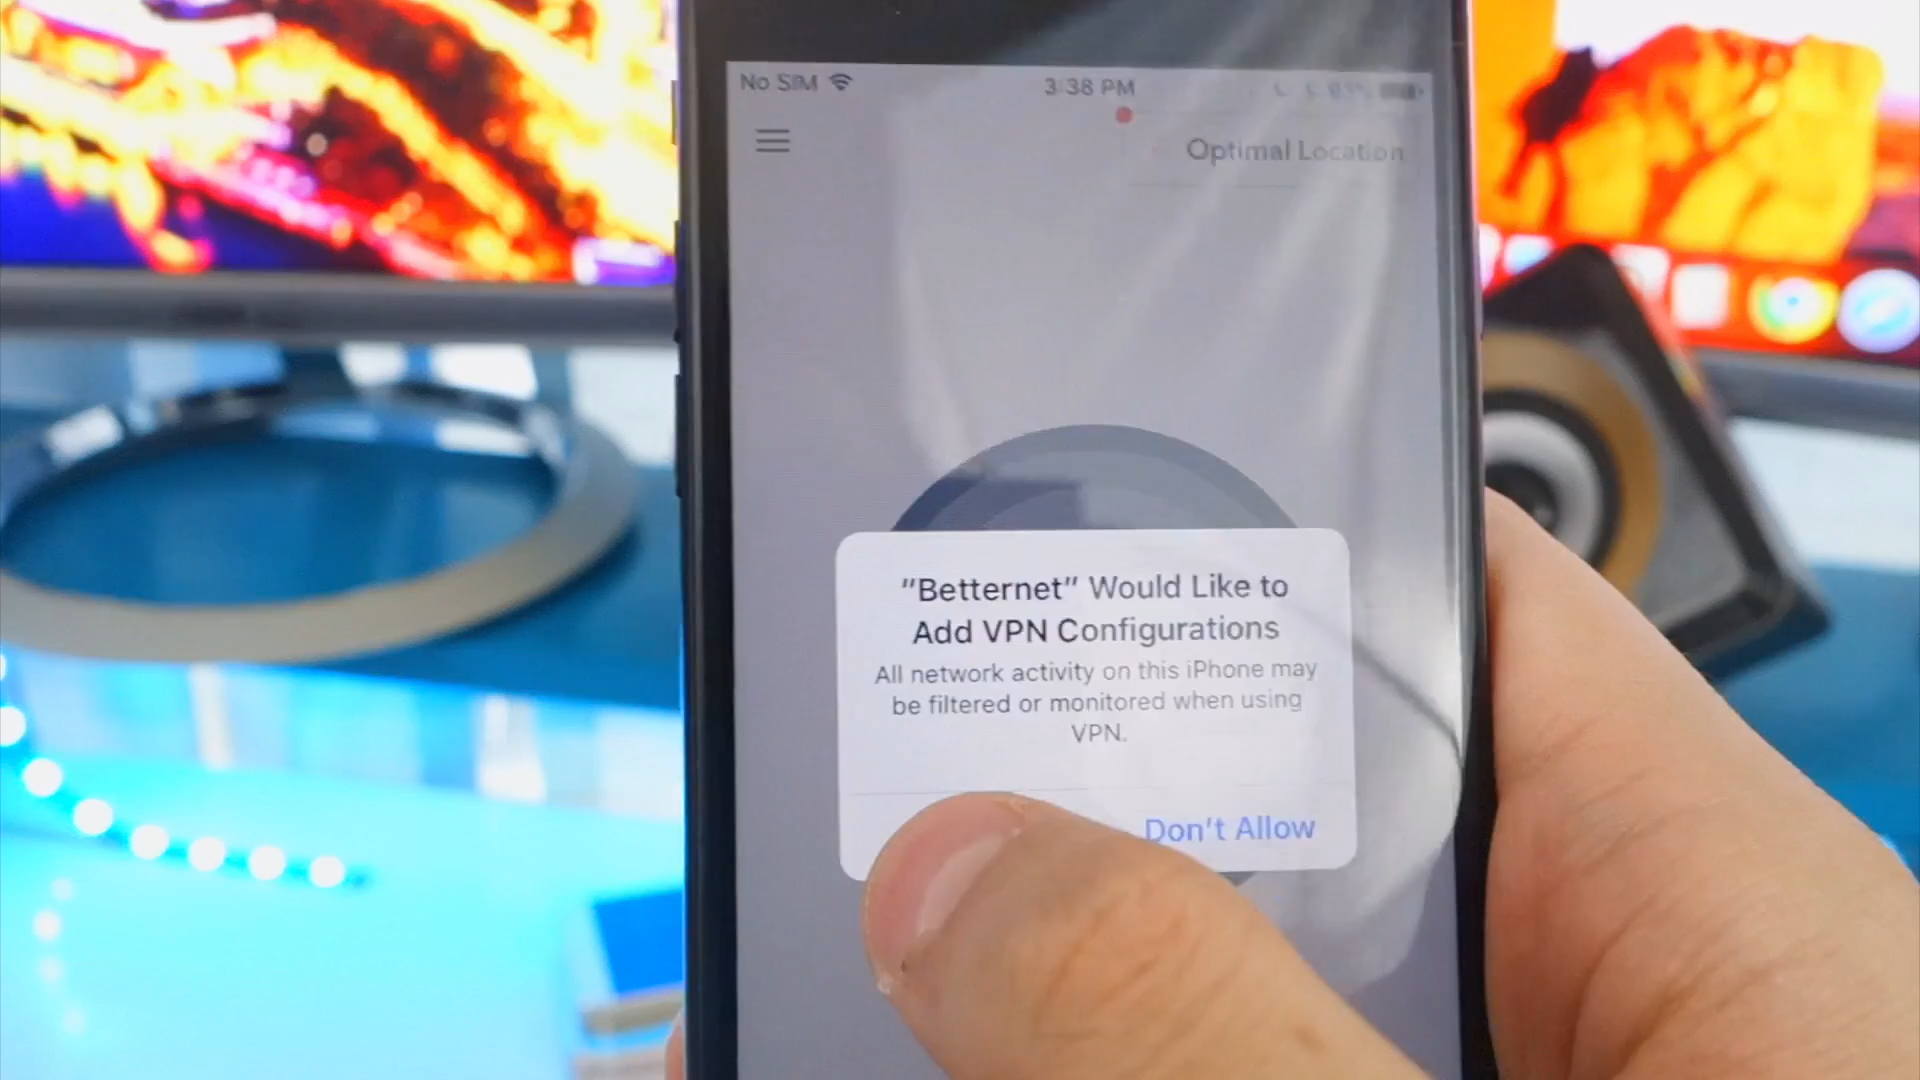 No SIM
3:38 PM
Optimal Location
"Betternet" Would Like to
Add VPN Configurations
All network activity on this iPhone may
be filtered or monitored when using
VPN.
Don't Allow